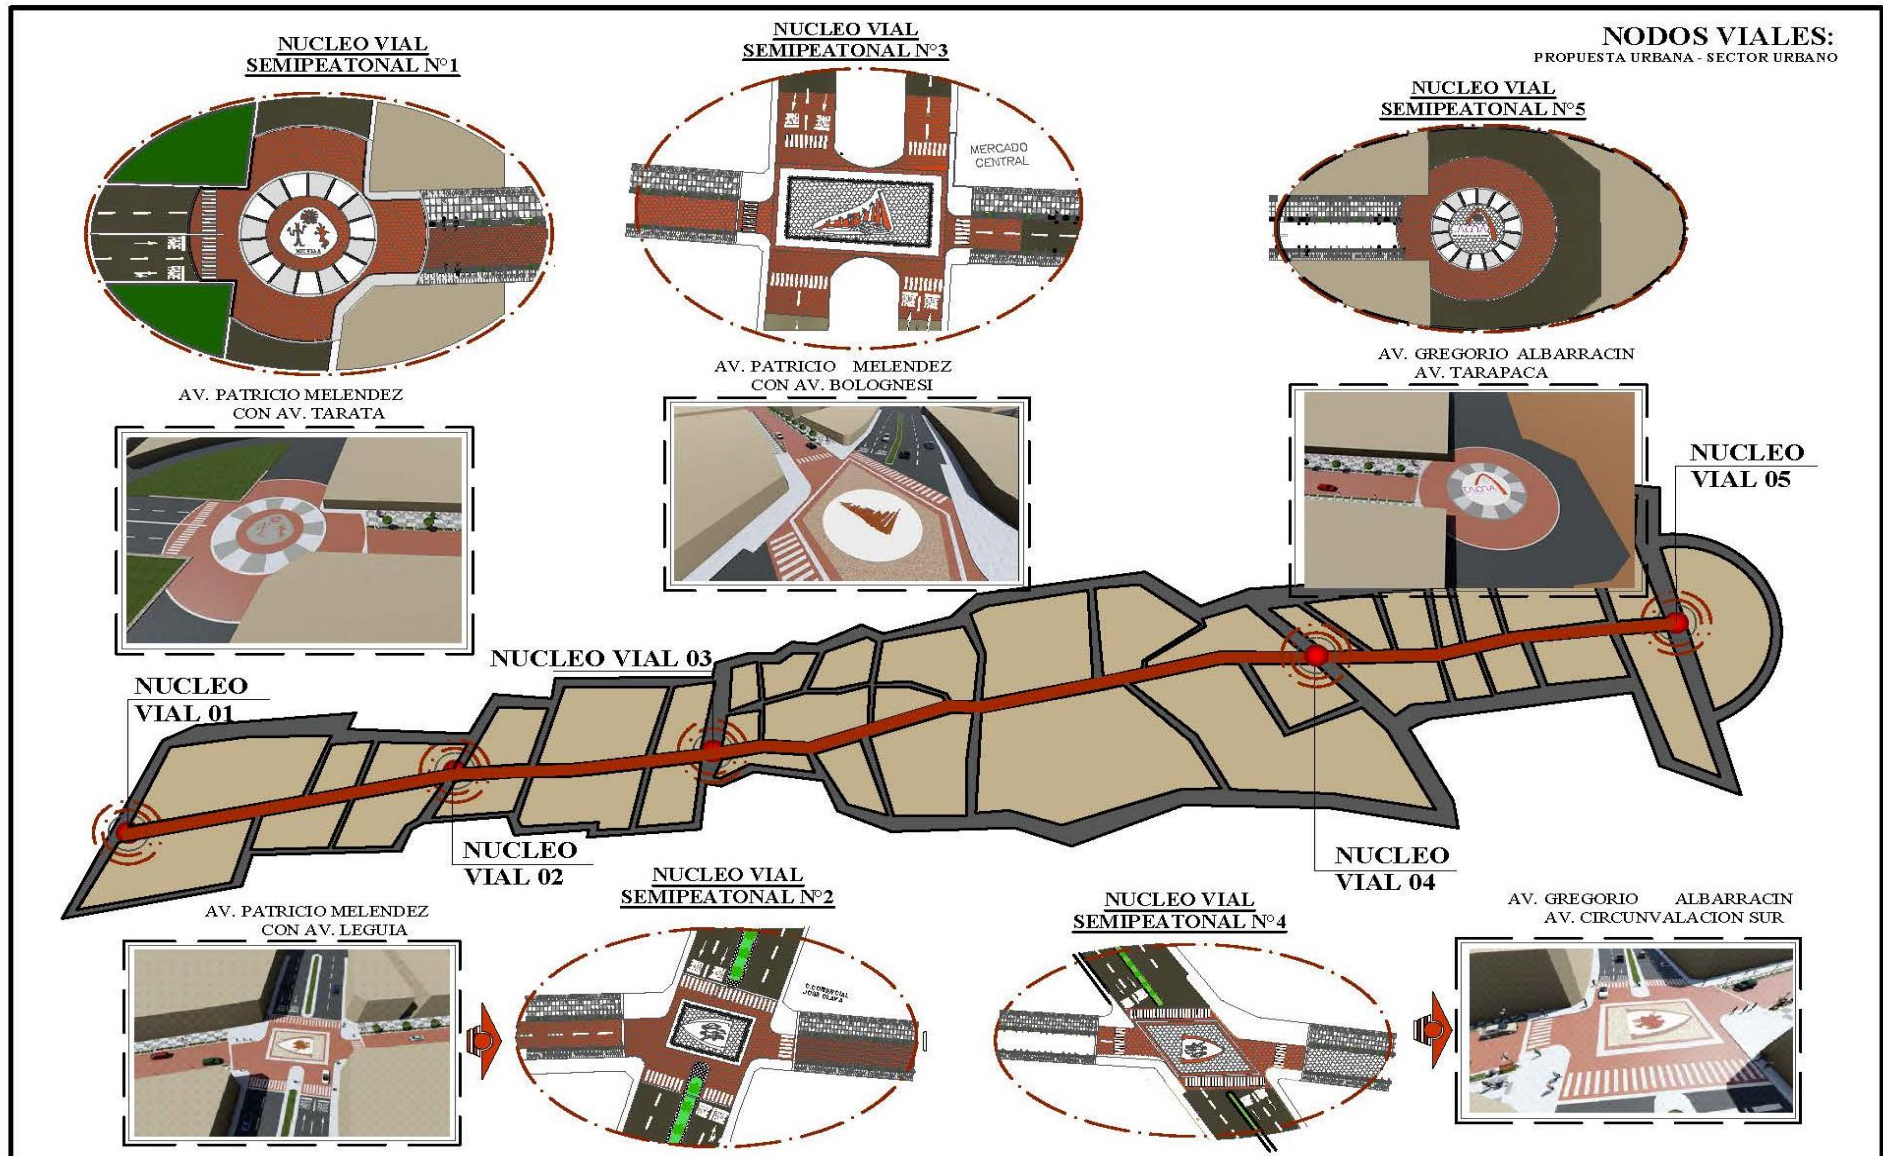 NODOS VIALES:
PROPUESTA URBANA - SECTOR URBANO
NUCLEO VIAL
SEMIPEATONAL N°1
NUCLEO VIAL
SEMIPEATONAL N°3
NUCLEO VIAL
SEMIPEATONAL N°5
MERCADO
CENTRAL
AV. PATRICIO MELENDEZ
CON AV. TARATA
AV. PATRICIO MELENDEZ
CON AV. BOLOGNESI
AV. GREGORIO ALBARRACIN
AV. TARAPACA
NUCLEO
VIAL 05
NUCLEO VIAL 03
NUCLEO
VIAL 01
NUCLEO
VIAL 02
NUCLEO
VIAL 04
NUCLEO VIAL
SEMIPEATONAL N°2
NUCLEO VIAL
SEMIPEATONAL N°4
AV. PATRICIO MELENDEZ
CON AV. LEGUIA
AV. GREGORIO ALBARRACIN
AV. CIRCUNVALACION SUR
C.COMERCIAL
JOSE OLAYA